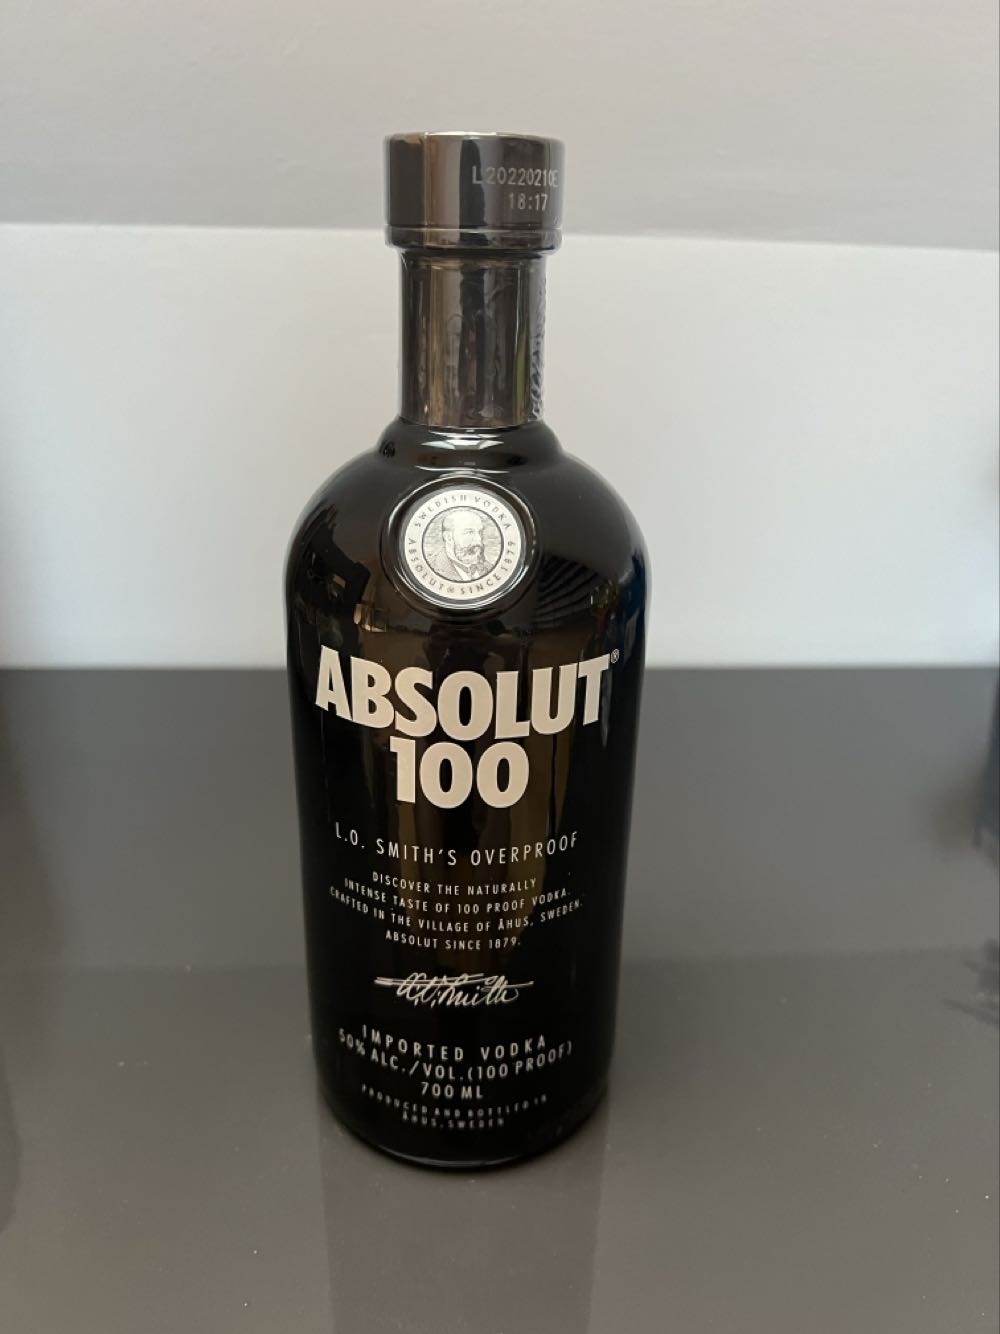 L20220210E
18:17
SWEDISH VODKA
ABSOLUT® SINCE 1879
ABSOLUT®
100
L.O. SMITH'S OVERPROOF
DISCOVER THE NATURALLY
INTENSE TASTE OF 100 PROOF VODKA.
CRAFTED IN THE VILLAGE OF ÅHUS, SWEDEN.
ABSOLUT SINCE 1879.
L.O. Smith
IMPORTED VODKA
50% ALC./VOL.(100 PROOF)
700 ML
PRODUCED AND BOTTLED IN
ÅHUS, SWEDEN